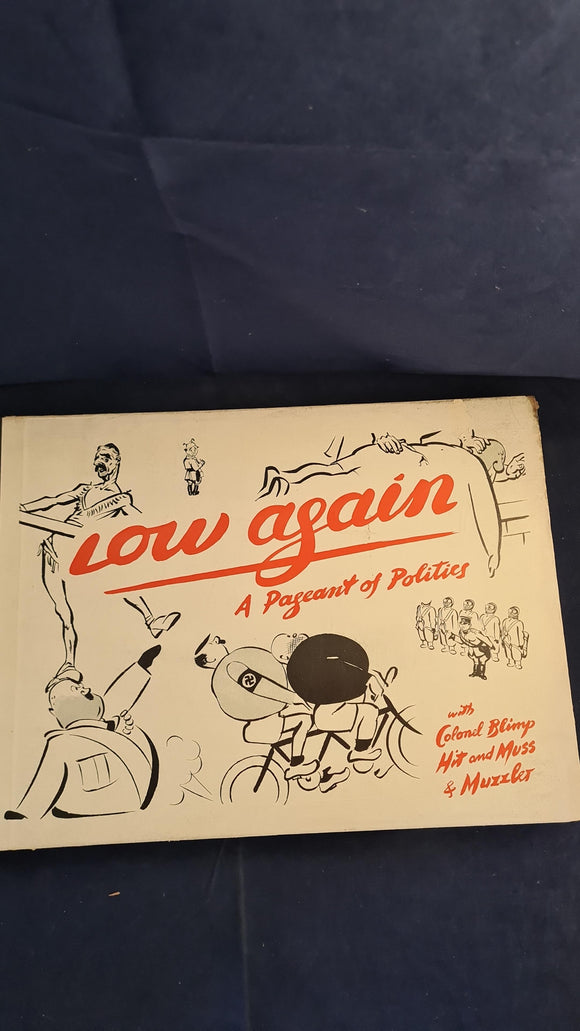 Low again
A Pageant of Politics
with
Colonel Blimp
Hit and Muss
& Muzzler